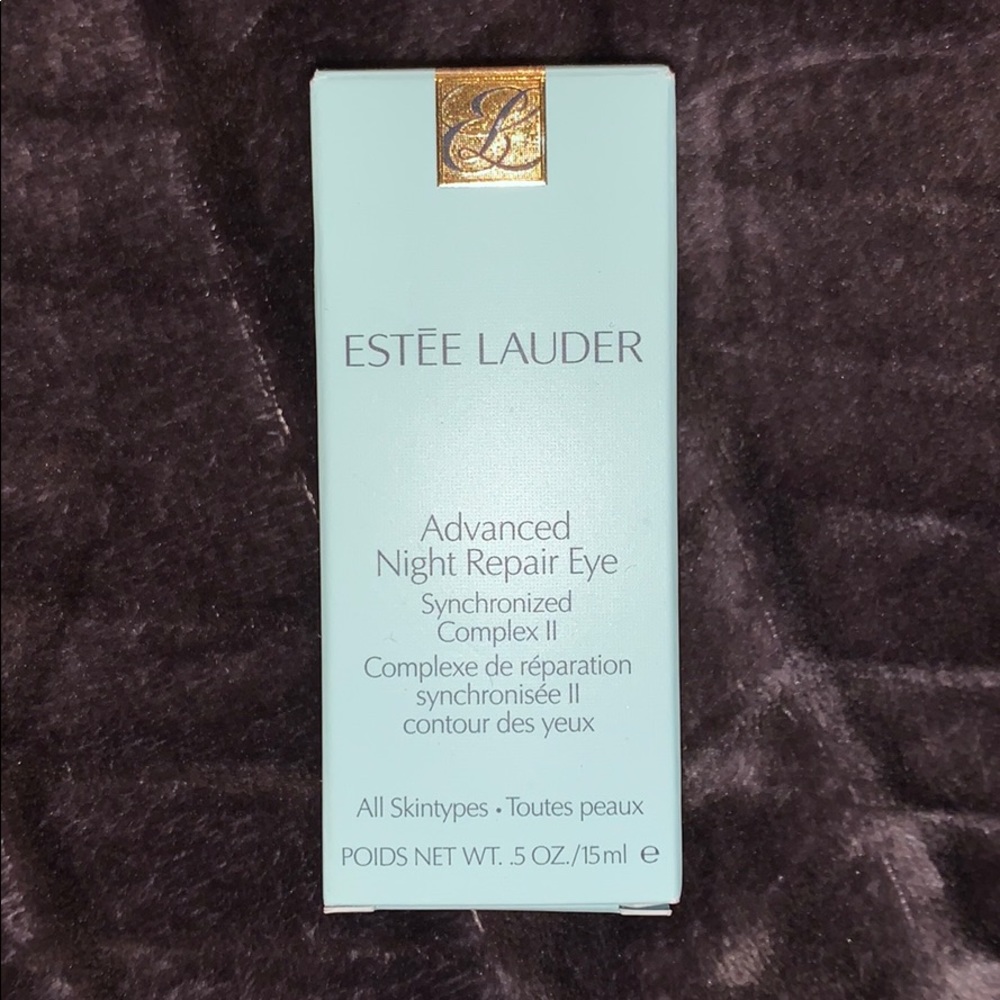 EL
ESTĒE LAUDER
Advanced
Night Repair Eye
Synchronized
Complex II
Complexe de réparation
synchronisée II
contour des yeux
All Skintypes • Toutes peaux
POIDS NET WT. .5 OZ./15ml ℮